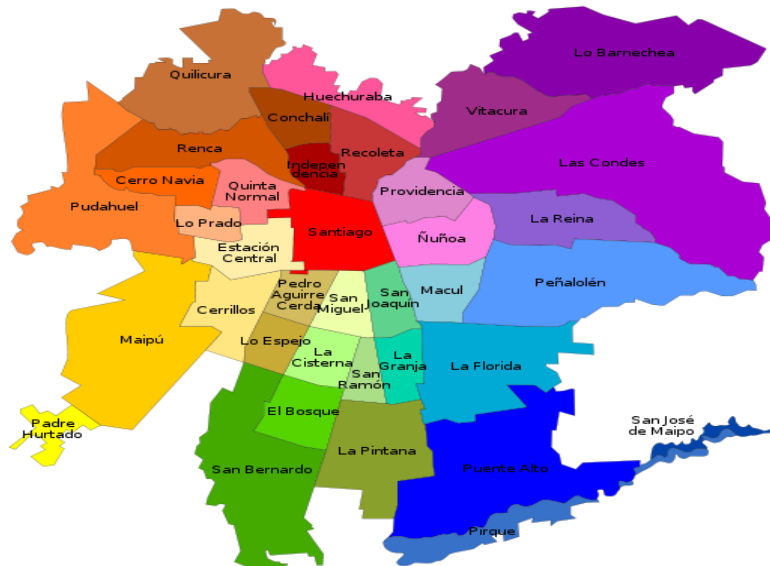 Lo Barnechea
Quilicura
Huechuraba
Vitacura
Conchalí
Renca
Recoleta
Indepen
dencia
Las Condes
Cerro Navia
Quinta
Normal
Providencia
Pudahuel
Lo Prado
La Reina
Santiago
Ñuñoa
Estación
Central
Peñalolén
Pedro
Aguirre
Cerda
San
Miguel
San
Joaquín
Macul
Cerrillos
Maipú
Lo Espejo
La
Cisterna
San
Ramón
La
Granja
La Florida
El Bosque
Padre
Hurtado
San José
de Maipo
La Pintana
San Bernardo
Puente Alto
Pirque